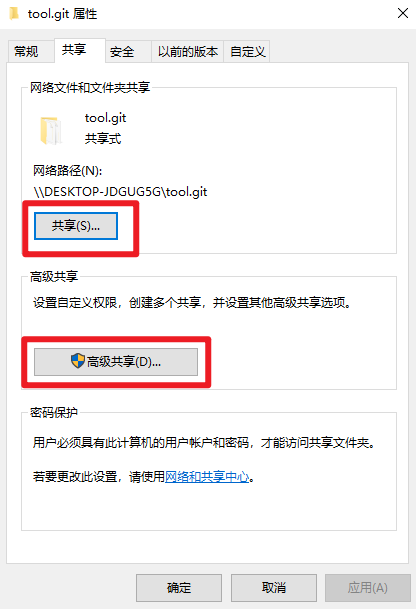 tool.git 属性
常规 共享 安全 以前的版本 自定义
网络文件和文件夹共享
tool.git
共享式
网络路径(N):
\\DESKTOP-JDGUG5G\tool.git
共享(S)...
高级共享
设置自定义权限，创建多个共享，并设置其他高级共享选项。
高级共享(D)...
密码保护
用户必须具有此计算机的用户帐户和密码，才能访问共享文件夹。
若要更改此设置，请使用网络和共享中心。
确定 取消 应用(A)